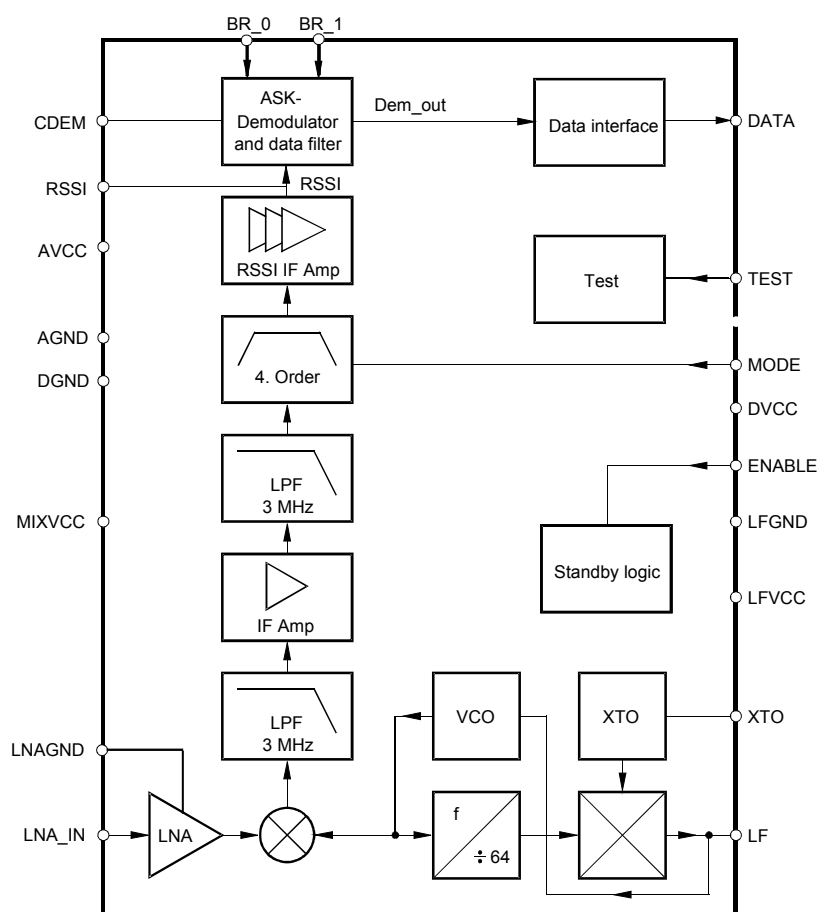 BR_0 BR_1
CDEM
ASK-
Demodulator
and data filter
Dem_out
Data interface
DATA
RSSI
RSSI
AVCC
RSSI IF Amp
Test
TEST
AGND
DGND
4. Order
MODE
DVCC
LPF
3 MHz
ENABLE
MIXVCC
LFGND
Standby logic
IF Amp
LFVCC
LPF
3 MHz
VCO
XTO
XTO
LNAGND
LNA_IN
LNA
f
÷ 64
LF